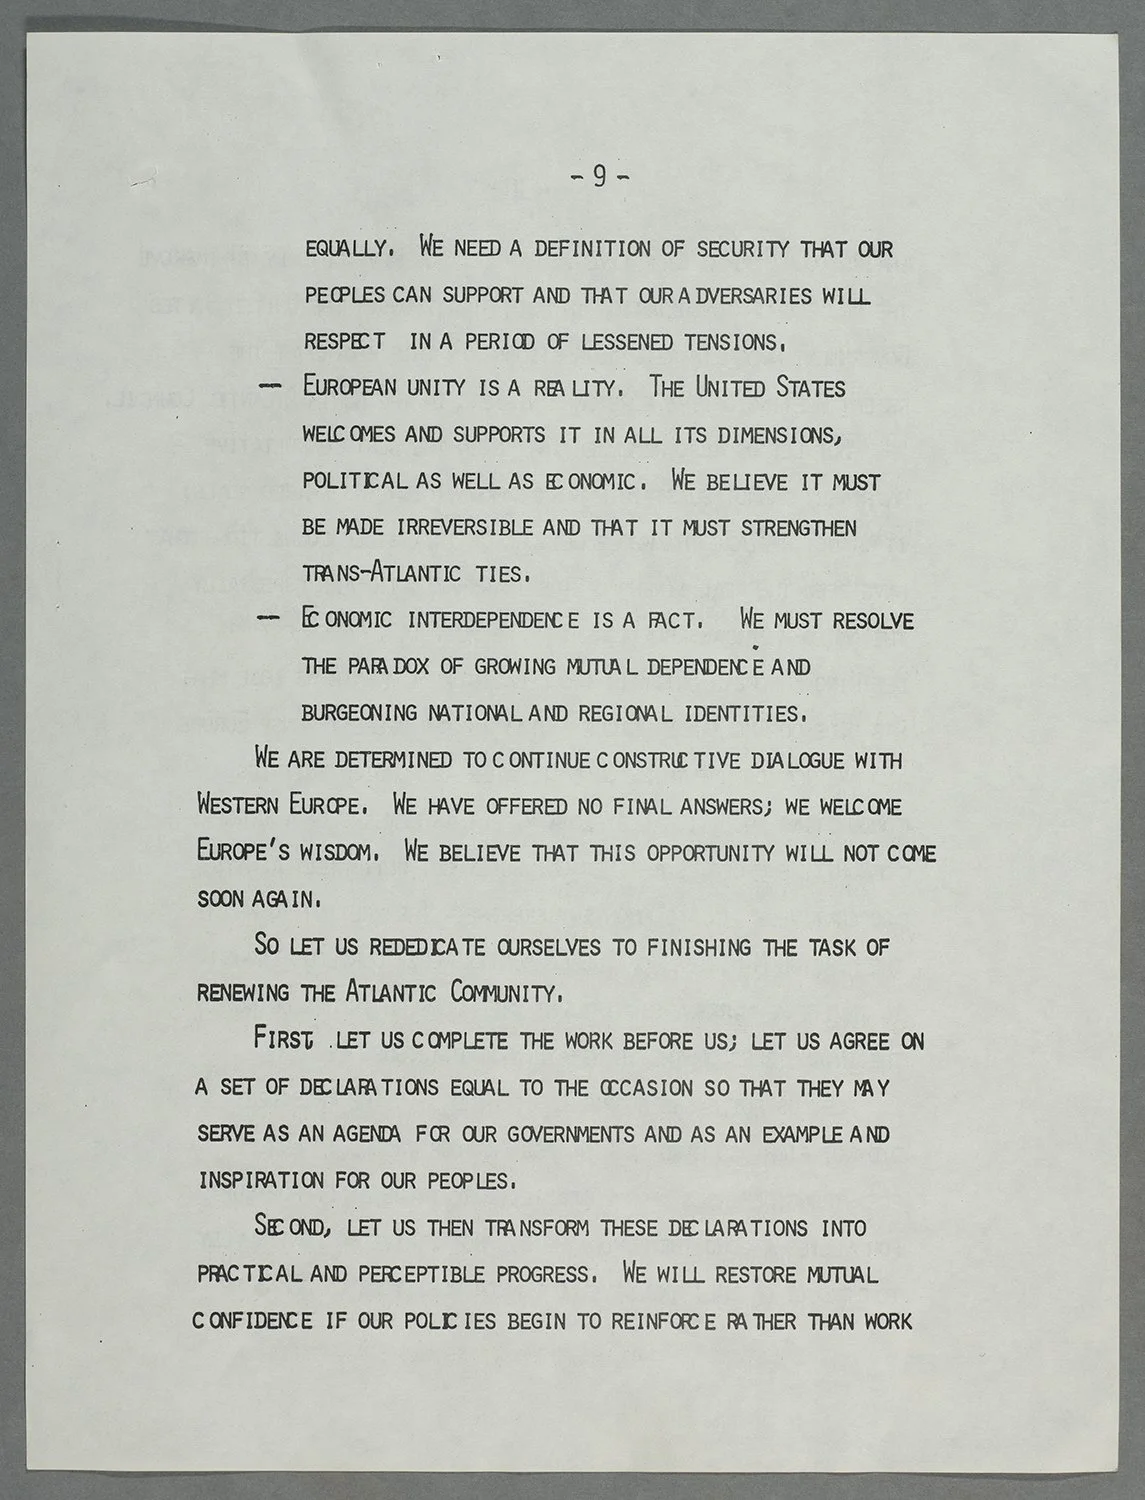 - 9 -
EQUALLY. WE NEED A DEFINITION OF SECURITY THAT OUR
PEOPLES CAN SUPPORT AND THAT OUR ADVERSARIES WILL
RESPECT IN A PERIOD OF LESSENED TENSIONS.
— EUROPEAN UNITY IS A REALITY. THE UNITED STATES
WELCOMES AND SUPPORTS IT IN ALL ITS DIMENSIONS,
POLITICAL AS WELL AS ECONOMIC. WE BELIEVE IT MUST
BE MADE IRREVERSIBLE AND THAT IT MUST STRENGTHEN
TRANS-ATLANTIC TIES.
— ECONOMIC INTERDEPENDENCE IS A FACT. WE MUST RESOLVE
THE PARADOX OF GROWING MUTUAL DEPENDENCE AND
BURGEONING NATIONAL AND REGIONAL IDENTITIES.
WE ARE DETERMINED TO CONTINUE CONSTRUCTIVE DIALOGUE WITH
WESTERN EUROPE. WE HAVE OFFERED NO FINAL ANSWERS; WE WELCOME
EUROPE'S WISDOM. WE BELIEVE THAT THIS OPPORTUNITY WILL NOT COME
SOON AGAIN.
SO LET US REDEDICATE OURSELVES TO FINISHING THE TASK OF
RENEWING THE ATLANTIC COMMUNITY.
FIRST, LET US COMPLETE THE WORK BEFORE US; LET US AGREE ON
A SET OF DECLARATIONS EQUAL TO THE OCCASION SO THAT THEY MAY
SERVE AS AN AGENDA FOR OUR GOVERNMENTS AND AS AN EXAMPLE AND
INSPIRATION FOR OUR PEOPLES.
SECOND, LET US THEN TRANSFORM THESE DECLARATIONS INTO
PRACTICAL AND PERCEPTIBLE PROGRESS. WE WILL RESTORE MUTUAL
CONFIDENCE IF OUR POLICIES BEGIN TO REINFORCE RATHER THAN WORK